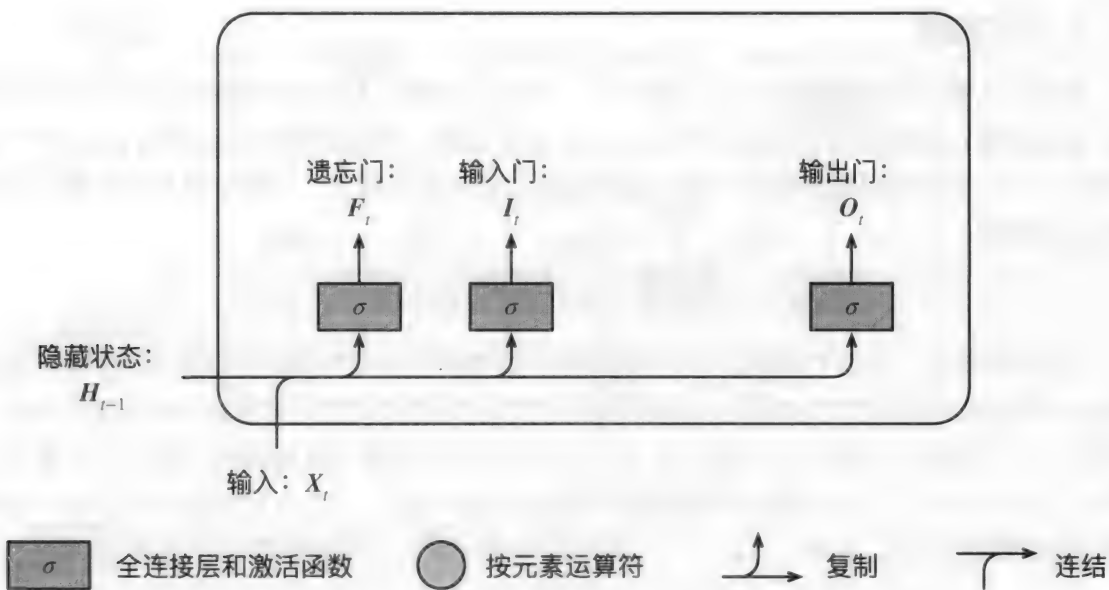 遗忘门： 输入门： 输出门：
F_t I_t O_t
σ σ σ
隐藏状态：
H_{t-1}
输入：X_t
σ 全连接层和激活函数 按元素运算符 复制 连结